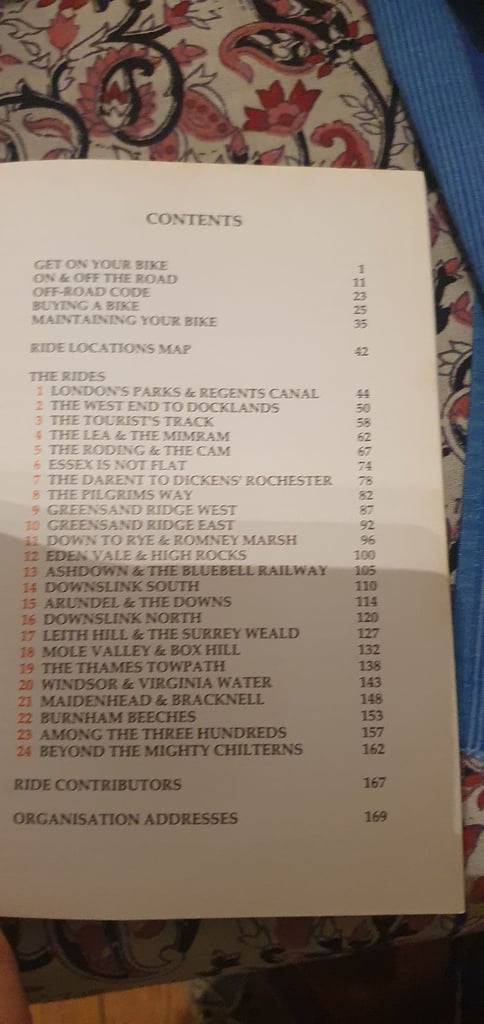 CONTENTS
GET ON YOUR BIKE 1
ON & OFF THE ROAD 11
OFF-ROAD CODE 23
BUYING A BIKE 25
MAINTAINING YOUR BIKE 35
RIDE LOCATIONS MAP 42
THE RIDES
1 LONDON'S PARKS & REGENTS CANAL 44
2 THE WEST END TO DOCKLANDS 50
3 THE TOURIST'S TRACK 58
4 THE LEA & THE MIMRAM 62
5 THE RODING & THE CAM 67
6 ESSEX IS NOT FLAT 74
7 THE DARENT TO DICKENS' ROCHESTER 78
8 THE PILGRIMS WAY 82
9 GREENSAND RIDGE WEST 87
10 GREENSAND RIDGE EAST 92
11 DOWN TO RYE & ROMNEY MARSH 96
12 EDEN VALE & HIGH ROCKS 100
13 ASHDOWN & THE BLUEBELL RAILWAY 105
14 DOWNSLINK SOUTH 110
15 ARUNDEL & THE DOWNS 114
16 DOWNSLINK NORTH 120
17 LEITH HILL & THE SURREY WEALD 127
18 MOLE VALLEY & BOX HILL 132
19 THE THAMES TOWPATH 138
20 WINDSOR & VIRGINIA WATER 143
21 MAIDENHEAD & BRACKNELL 148
22 BURNHAM BEECHES 153
23 AMONG THE THREE HUNDREDS 157
24 BEYOND THE MIGHTY CHILTERNS 162
RIDE CONTRIBUTORS 167
ORGANISATION ADDRESSES 169